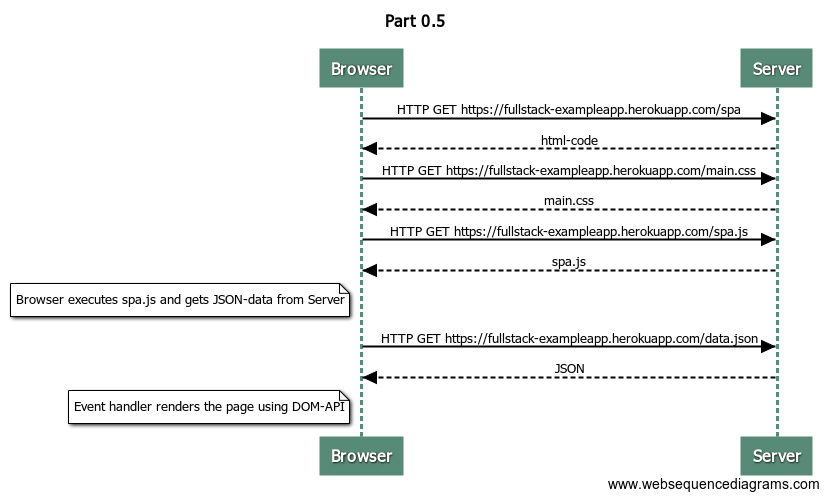 Part 0.5
Browser
Server
HTTP GET https://fullstack-exampleapp.herokuapp.com/spa
html-code
HTTP GET https://fullstack-exampleapp.herokuapp.com/main.css
main.css
HTTP GET https://fullstack-exampleapp.herokuapp.com/spa.js
spa.js
Browser executes spa.js and gets JSON-data from Server
HTTP GET https://fullstack-exampleapp.herokuapp.com/data.json
JSON
Event handler renders the page using DOM-API
Browser
Server
www.websequencediagrams.com